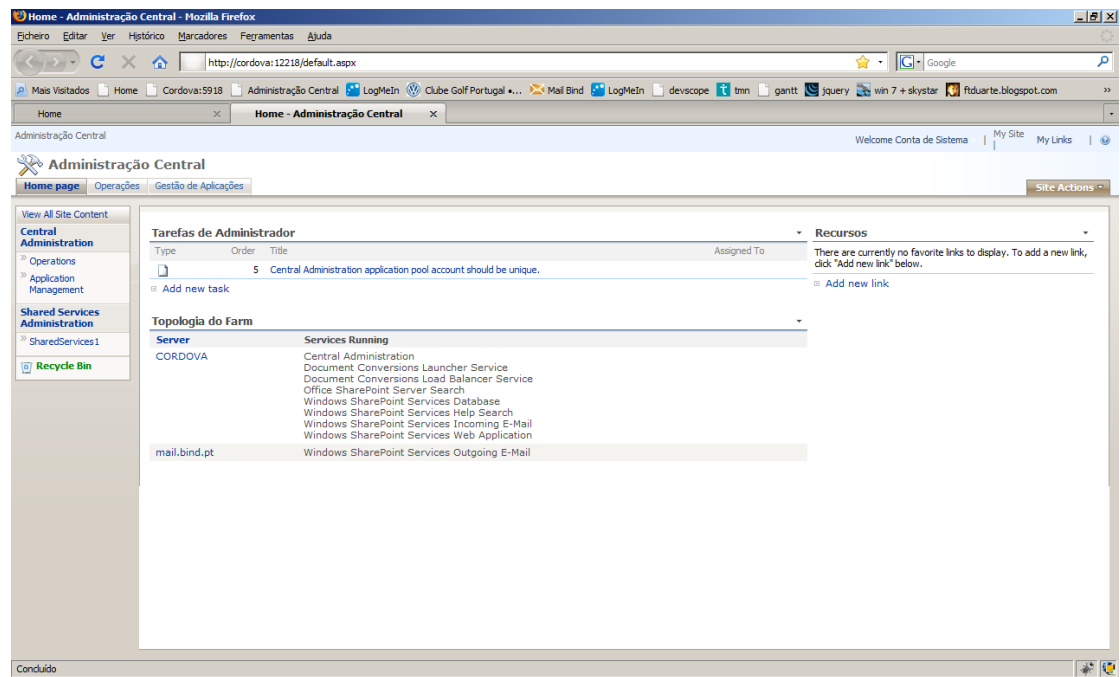 Home - Administração Central - Mozilla Firefox
Ficheiro Editar Ver Histórico Marcadores Ferramentas Ajuda
http://cordova:12218/default.aspx
G Google
Mais Visitados Home Cordova:5918 Administração Central LogMeIn Clube Golf Portugal •... Mail Bind LogMeIn devscope tmn gantt jquery win 7 + skystar ftduarte.blogspot.com »
Home Home - Administração Central
Administração Central
Welcome Conta de Sistema | My Site | My Links |
Administração Central
Home page Operações Gestão de Aplicações Site Actions
View All Site Content
Central Administration
Operations
Application Management
Shared Services Administration
SharedServices1
Recycle Bin
Tarefas de Administrador
Type Order Title Assigned To
5 Central Administration application pool account should be unique.
Add new task
Topologia do Farm
Server Services Running
CORDOVA Central Administration
Document Conversions Launcher Service
Document Conversions Load Balancer Service
Office SharePoint Server Search
Windows SharePoint Services Database
Windows SharePoint Services Help Search
Windows SharePoint Services Incoming E-Mail
Windows SharePoint Services Web Application
mail.bind.pt Windows SharePoint Services Outgoing E-Mail
Recursos
There are currently no favorite links to display. To add a new link,
click "Add new link" below.
Add new link
Concluído